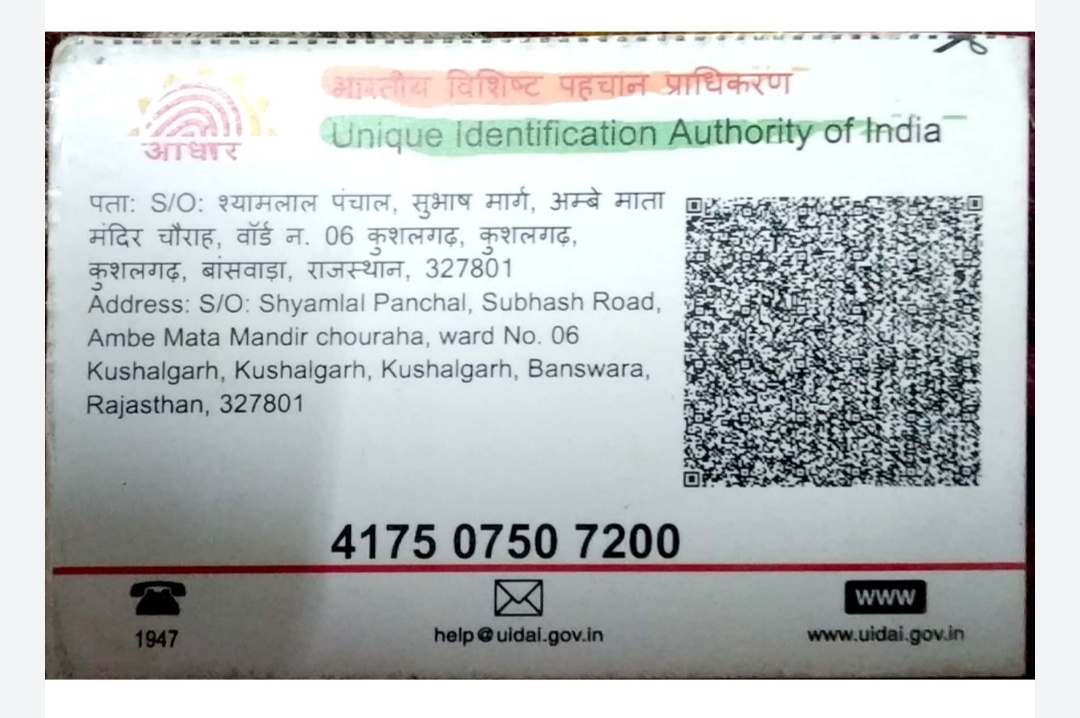 भारतीय विशिष्ट पहचान प्राधिकरण
Unique Identification Authority of India
आधार
पता: S/O: श्यामलाल पंचाल, सुभाष मार्ग, अम्बे माता
मंदिर चौराह, वॉर्ड न. 06 कुशलगढ़, कुशलगढ़,
कुशलगढ़, बांसवाड़ा, राजस्थान, 327801
Address: S/O: Shyamlal Panchal, Subhash Road,
Ambe Mata Mandir chouraha, ward No. 06
Kushalgarh, Kushalgarh, Kushalgarh, Banswara,
Rajasthan, 327801
4175 0750 7200
www
1947
help@uidai.gov.in
www.uidai.gov.in